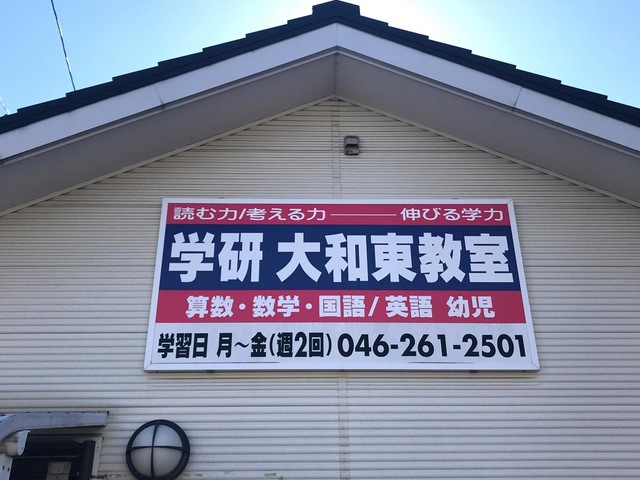 読む力/考える力 ――― 伸びる学力
学研 大和東教室
算数・数学・国語/英語 幼児
学習日 月～金(週2回) 046-261-2501